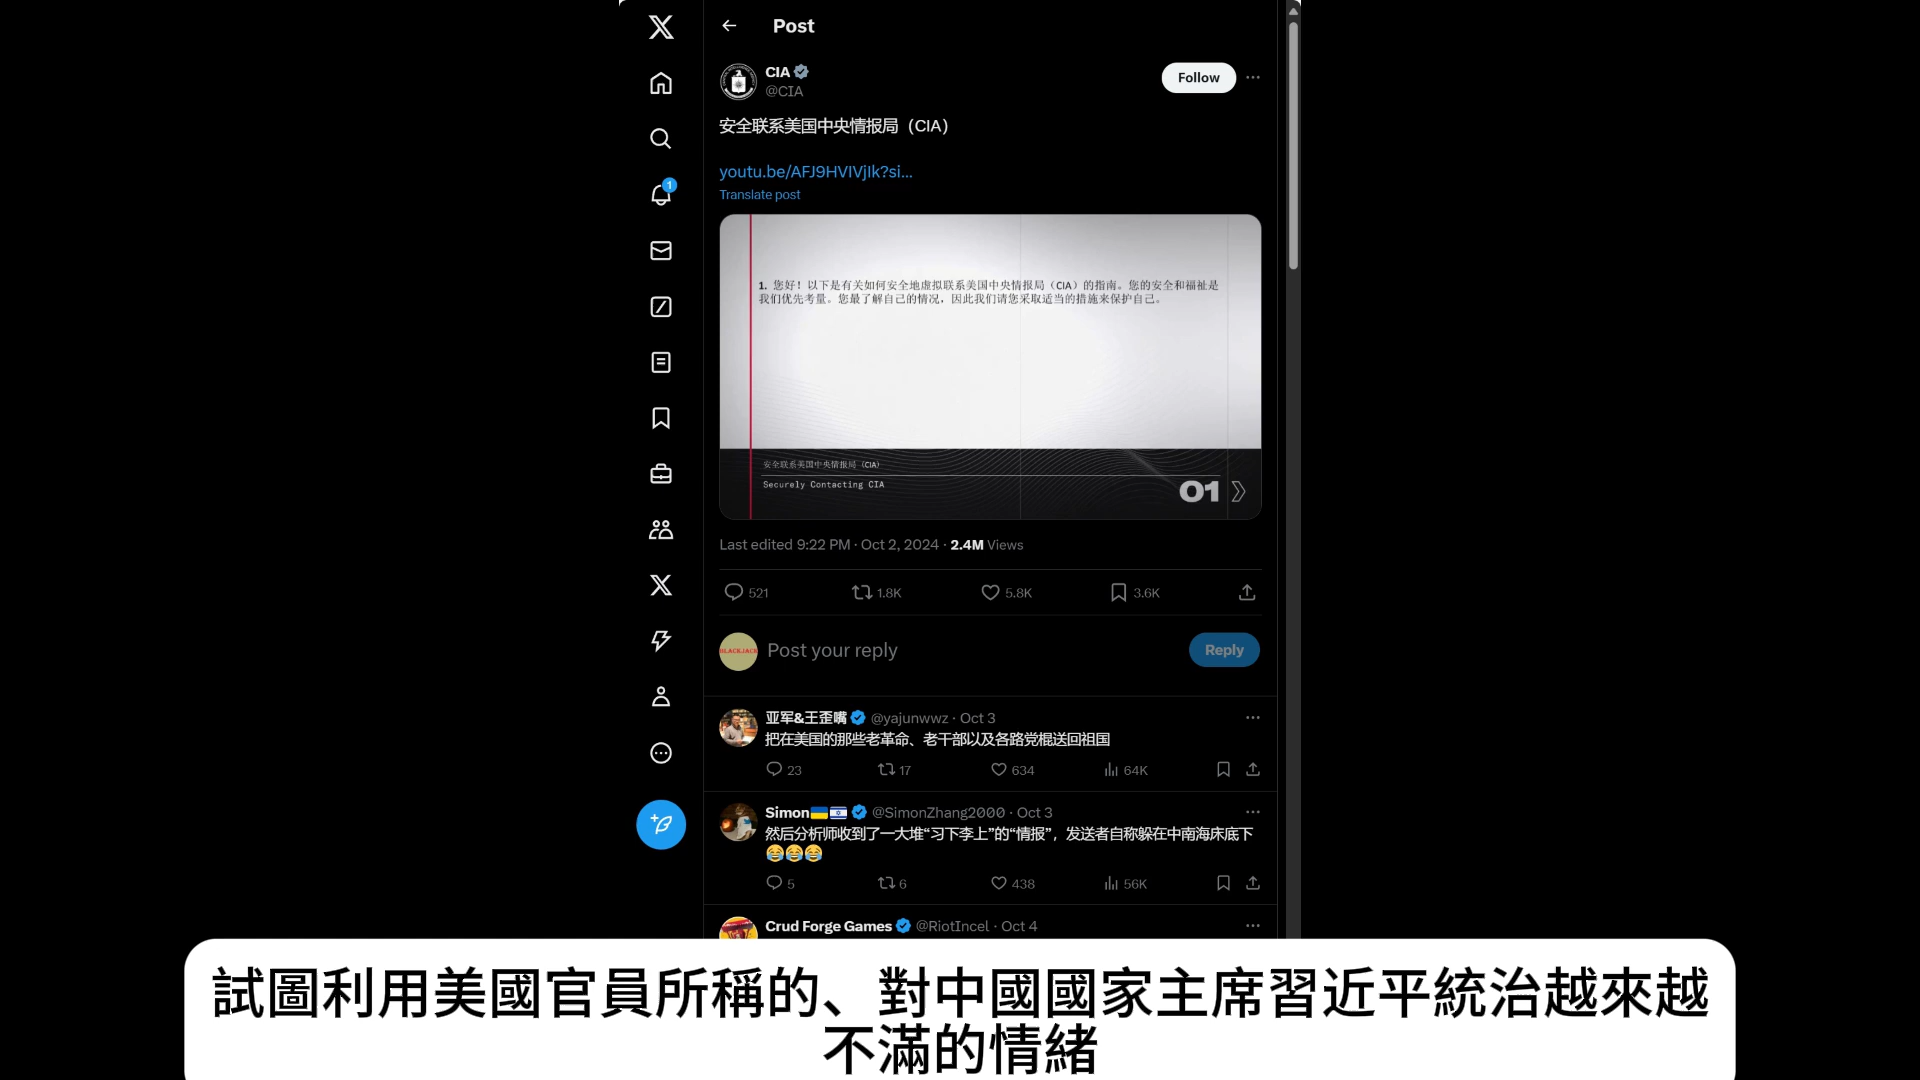 Post
CIA
@CIA
Follow
安全联系美国中央情报局（CIA）
youtu.be/AFJ9HVIVjIk?si...
Translate post
1. 您好！以下是有关如何安全地虚拟联系美国中央情报局（CIA）的指南。您的安全和福祉是
我们优先考量。您最了解自己的情况，因此我们请您采取适当的措施来保护自己。
安全联系美国中央情报局（CIA）
Securely Contacting CIA
01
Last edited 9:22 PM · Oct 2, 2024 · 2.4M Views
521 1.8K 5.8K 3.6K
1
BLACKJACK
Post your reply
Reply
亚军&王歪嘴 @yajunwwz · Oct 3
把在美国的那些老革命、老干部以及各路党棍送回祖国
23 17 634 64K
Simon @SimonZhang2000 · Oct 3
然后分析师收到了一大堆“习下李上”的“情报”，发送者自称躲在中南海床底下
😂😂😂
5 6 438 56K
Crud Forge Games @RiotIncel · Oct 4
試圖利用美國官員所稱的、對中國國家主席習近平統治越來越
不滿的情緒